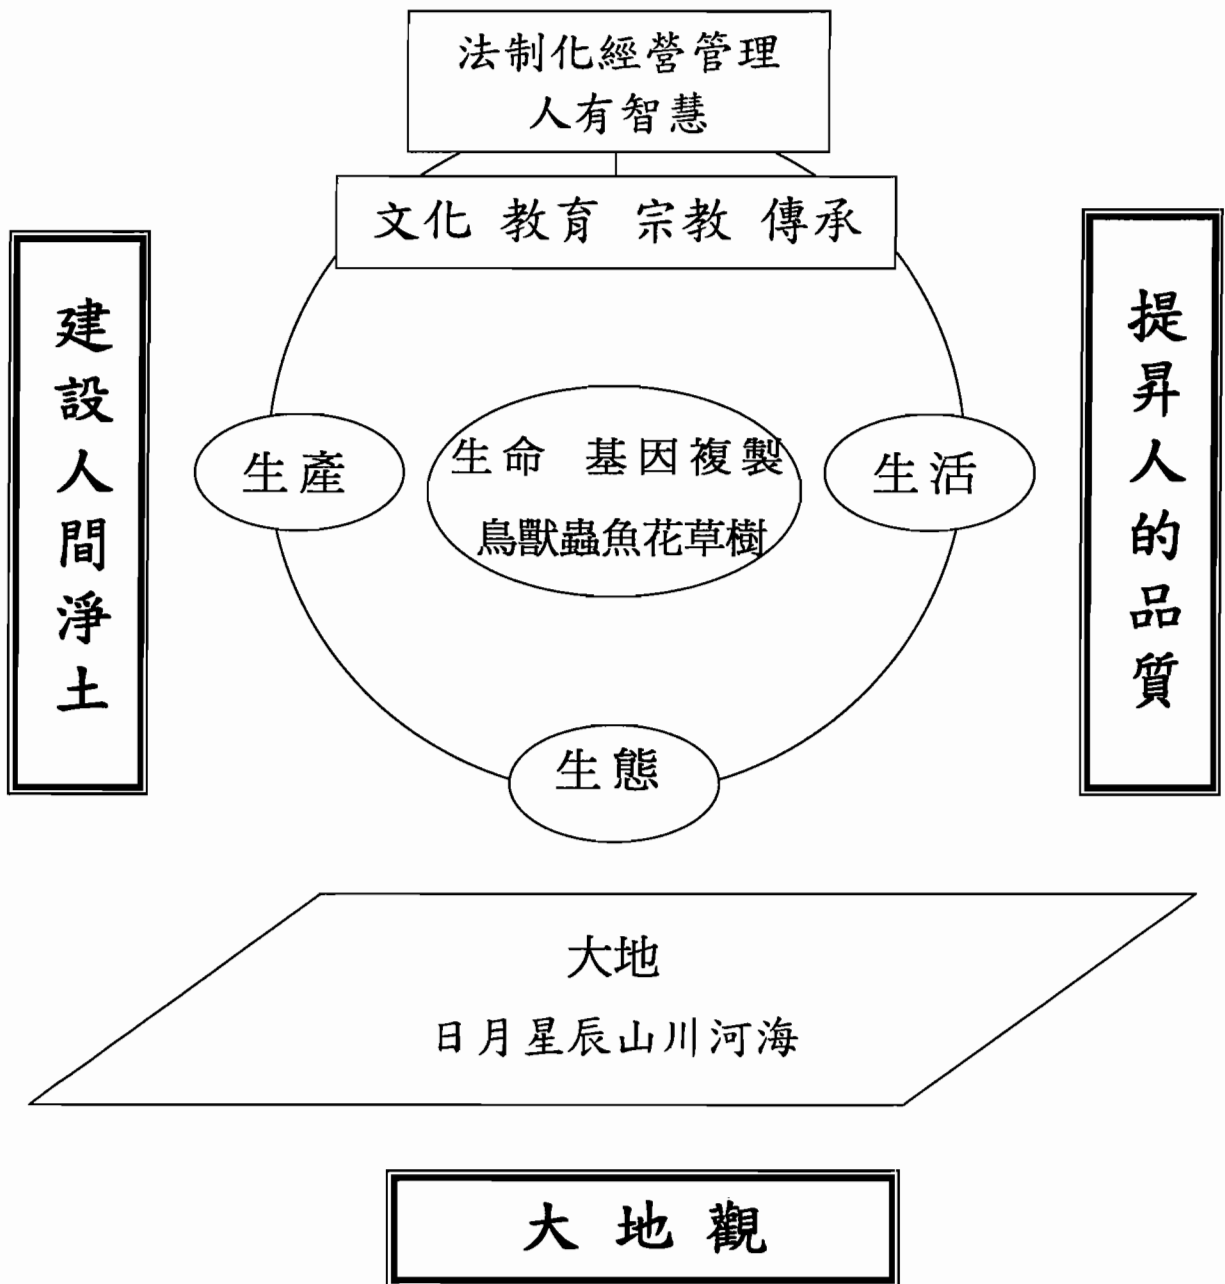 法制化經營管理
人有智慧
文化 教育 宗教 傳承
建設人間淨土
提昇人的品質
生產
生命 基因複製
鳥獸蟲魚花草樹
生活
生態
大地
日月星辰山川河海
大地觀